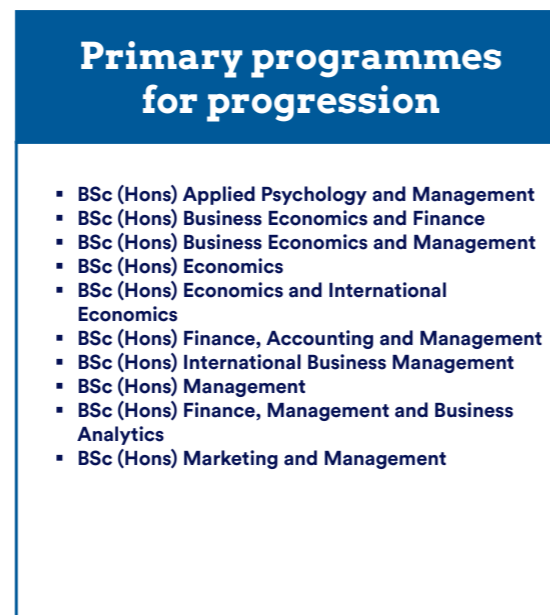 Primary programmes
for progression
▪ BSc (Hons) Applied Psychology and Management
▪ BSc (Hons) Business Economics and Finance
▪ BSc (Hons) Business Economics and Management
▪ BSc (Hons) Economics
▪ BSc (Hons) Economics and International
Economics
▪ BSc (Hons) Finance, Accounting and Management
▪ BSc (Hons) International Business Management
▪ BSc (Hons) Management
▪ BSc (Hons) Finance, Management and Business
Analytics
▪ BSc (Hons) Marketing and Management